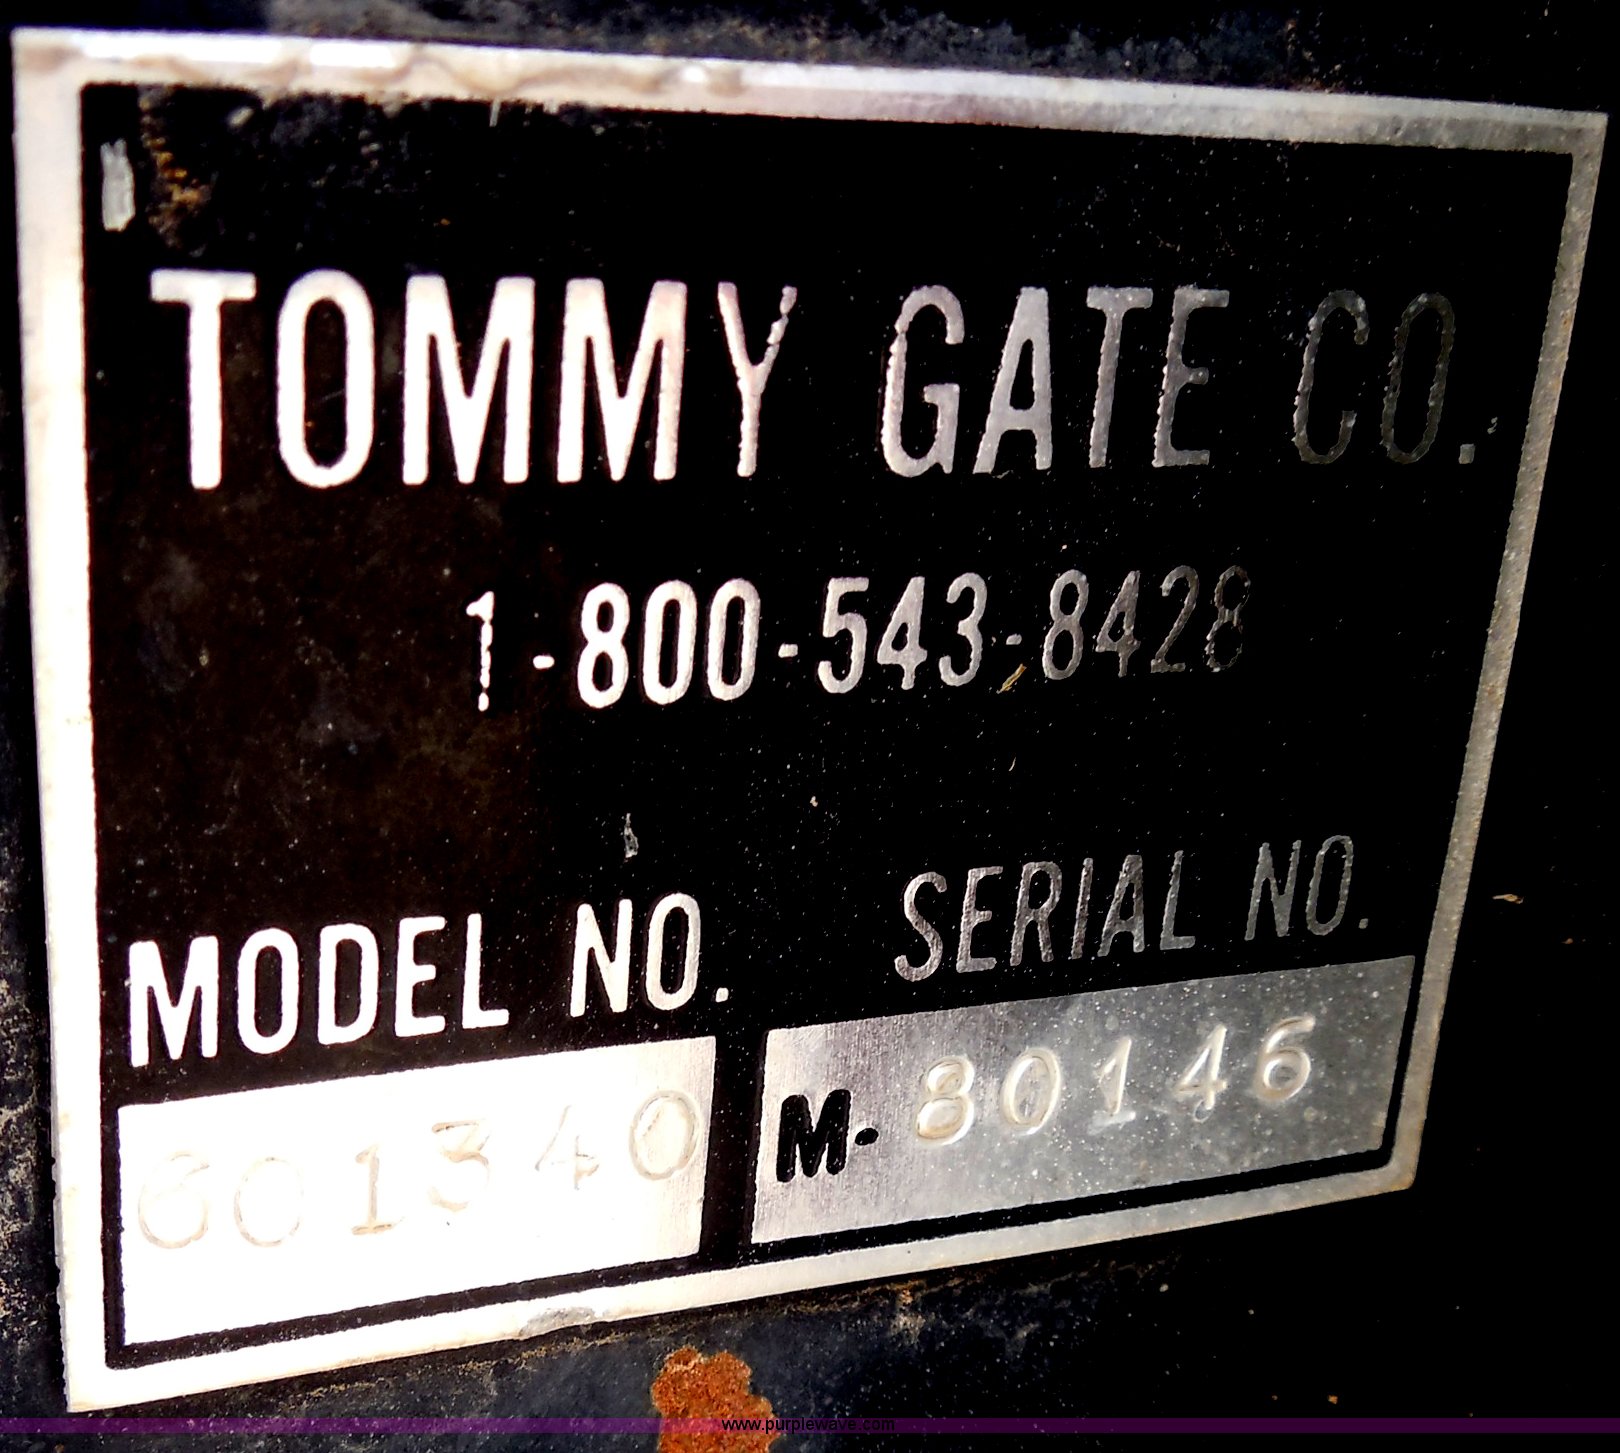 TOMMY GATE CO.
1-800-543-8428
MODEL NO. SERIAL NO.
601340 M-80146
www.purplewave.com